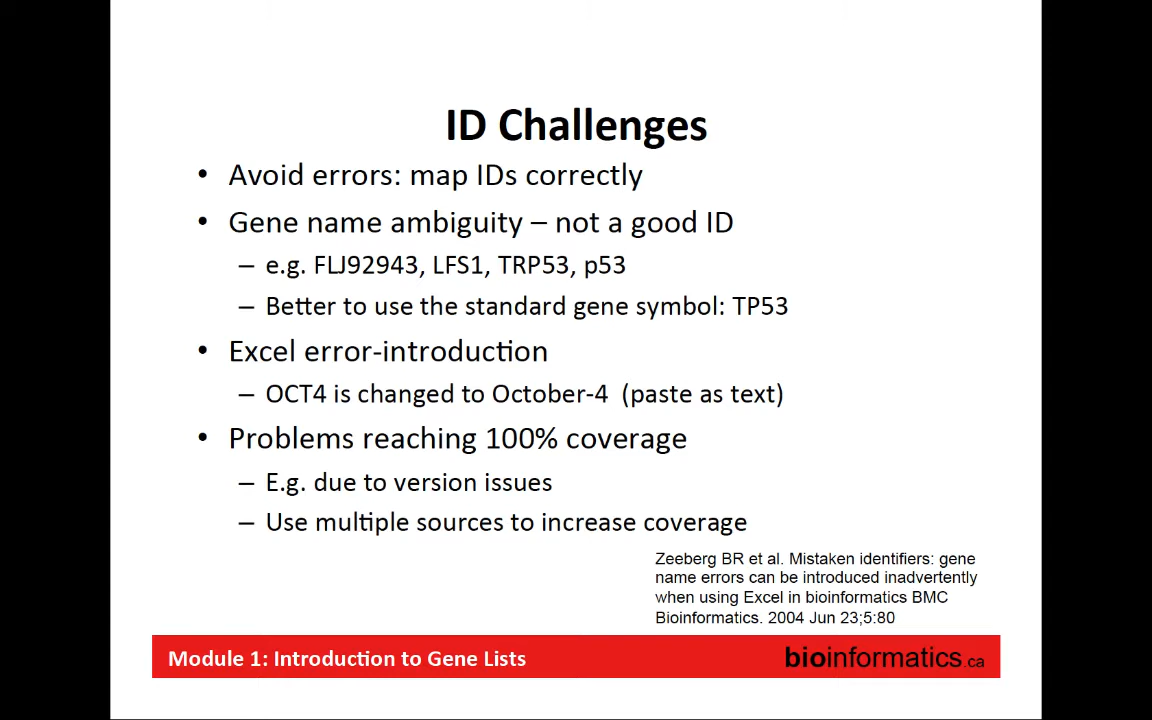 ID Challenges
• Avoid errors: map IDs correctly
• Gene name ambiguity – not a good ID
– e.g. FLJ92943, LFS1, TRP53, p53
– Better to use the standard gene symbol: TP53
• Excel error-introduction
– OCT4 is changed to October-4 (paste as text)
• Problems reaching 100% coverage
– E.g. due to version issues
– Use multiple sources to increase coverage
Zeeberg BR et al. Mistaken identifiers: gene
name errors can be introduced inadvertently
when using Excel in bioinformatics BMC
Bioinformatics. 2004 Jun 23;5:80
Module 1: Introduction to Gene Lists
bioinformatics.ca